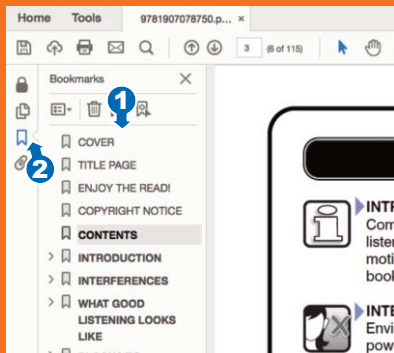 Home Tools 9781907078750.p... ×
3 (6 of 115)
Bookmarks
1
2
COVER
TITLE PAGE
ENJOY THE READ!
COPYRIGHT NOTICE
CONTENTS
INTRODUCTION
INTERFERENCES
WHAT GOOD
LISTENING LOOKS
LIKE
INTR
Com
listen
moti
book
INTE
Envi
pow